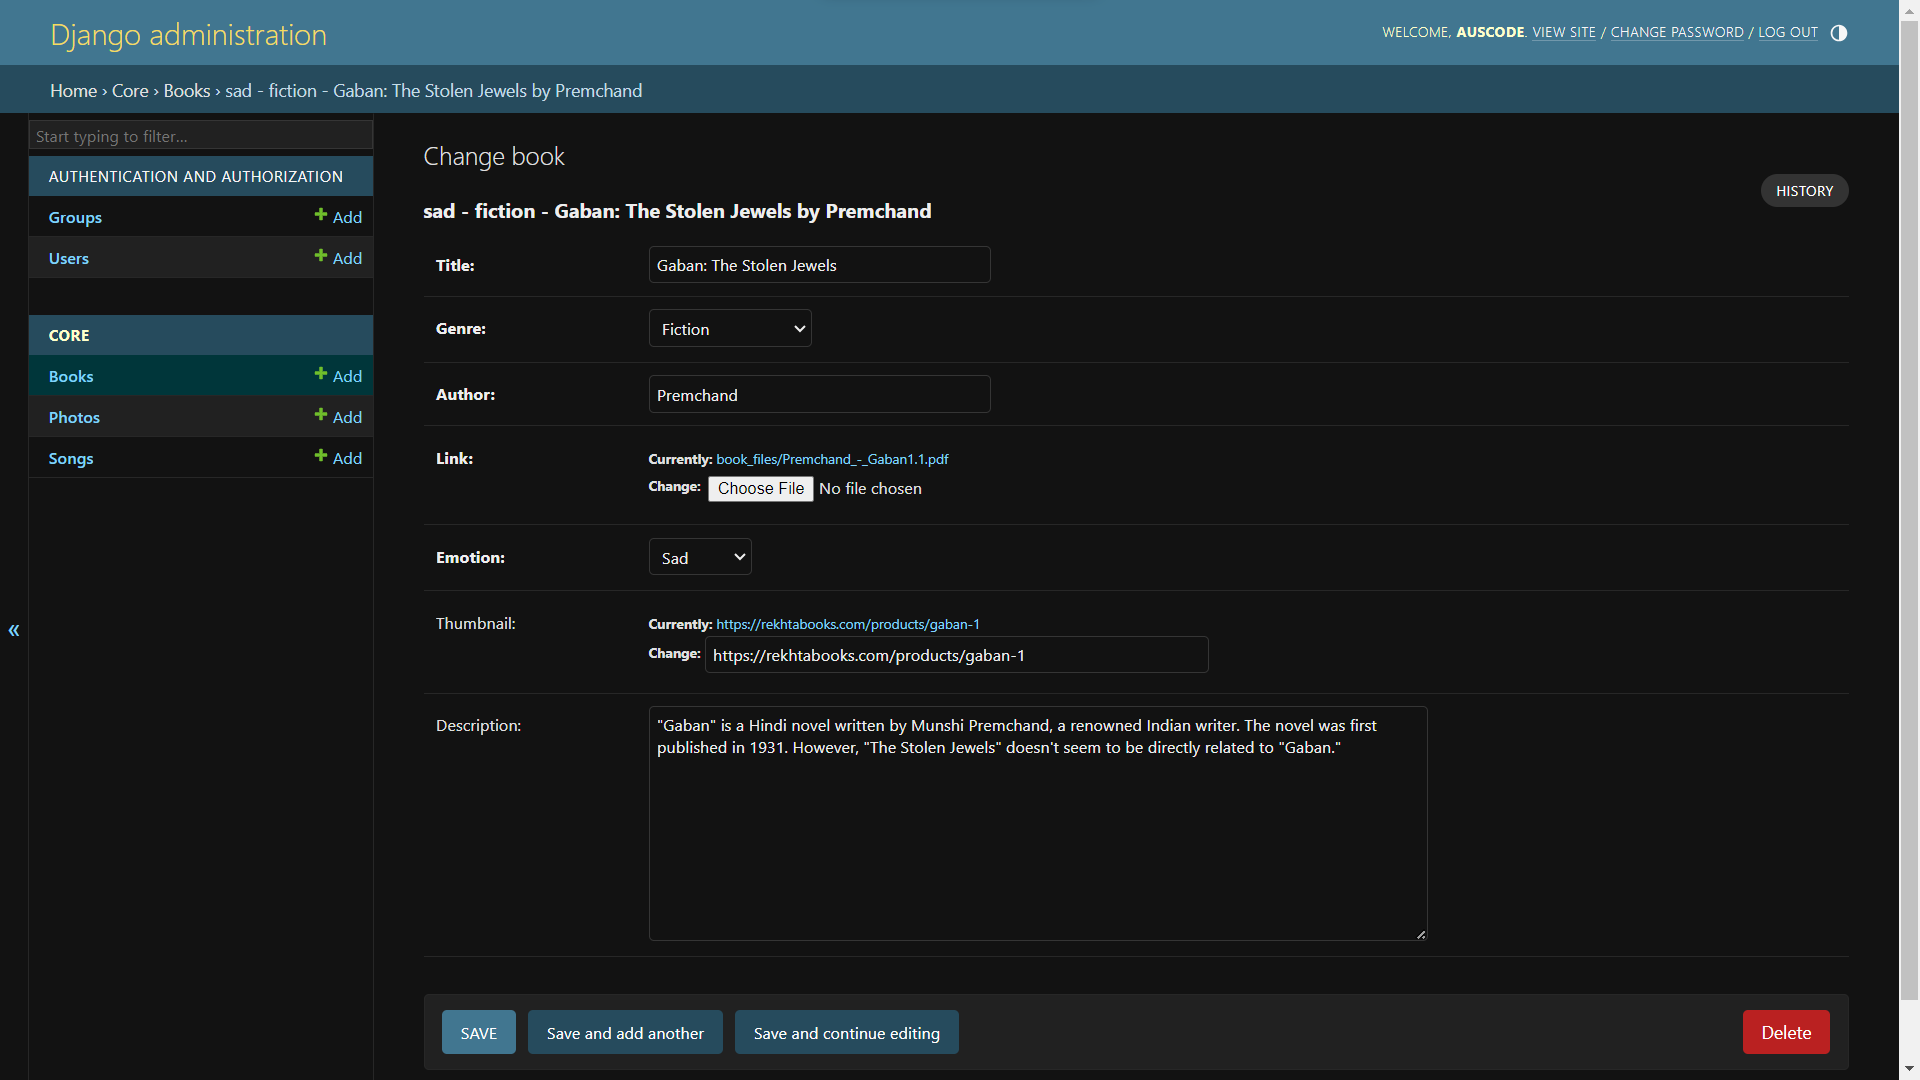 Django administration
WELCOME, AUSCODE. VIEW SITE / CHANGE PASSWORD / LOG OUT
Home › Core › Books › sad - fiction - Gaban: The Stolen Jewels by Premchand
Start typing to filter...
AUTHENTICATION AND AUTHORIZATION
Groups Add
Users Add
CORE
Books Add
Photos Add
Songs Add
«
Change book
HISTORY
sad - fiction - Gaban: The Stolen Jewels by Premchand
Title: Gaban: The Stolen Jewels
Genre: Fiction
Author: Premchand
Link: Currently: book_files/Premchand_-_Gaban1.1.pdf
Change: Choose File No file chosen
Emotion: Sad
Thumbnail: Currently: https://rekhtabooks.com/products/gaban-1
Change: https://rekhtabooks.com/products/gaban-1
Description: "Gaban" is a Hindi novel written by Munshi Premchand, a renowned Indian writer. The novel was first
published in 1931. However, "The Stolen Jewels" doesn't seem to be directly related to "Gaban."
SAVE Save and add another Save and continue editing Delete